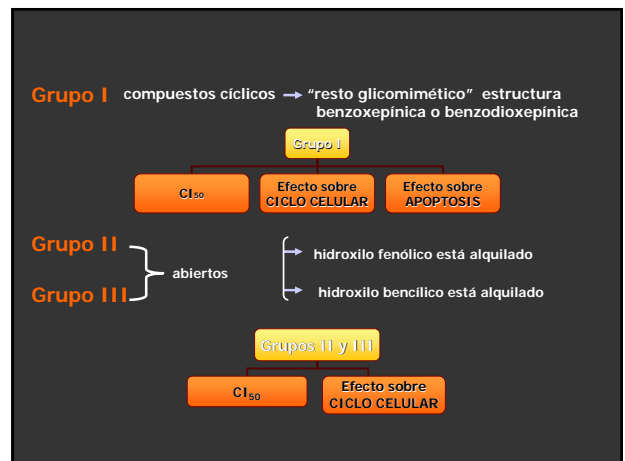 Grupo I compuestos cíclicos → “resto glicomimético” estructura
benzoxepínica o benzodioxepínica
Grupo I
CI₅₀
Efecto sobre
CICLO CELULAR
Efecto sobre
APOPTOSIS
Grupo II
Grupo III
abiertos
hidroxilo fenólico está alquilado
hidroxilo bencílico está alquilado
Grupos II y III
CI₅₀
Efecto sobre
CICLO CELULAR